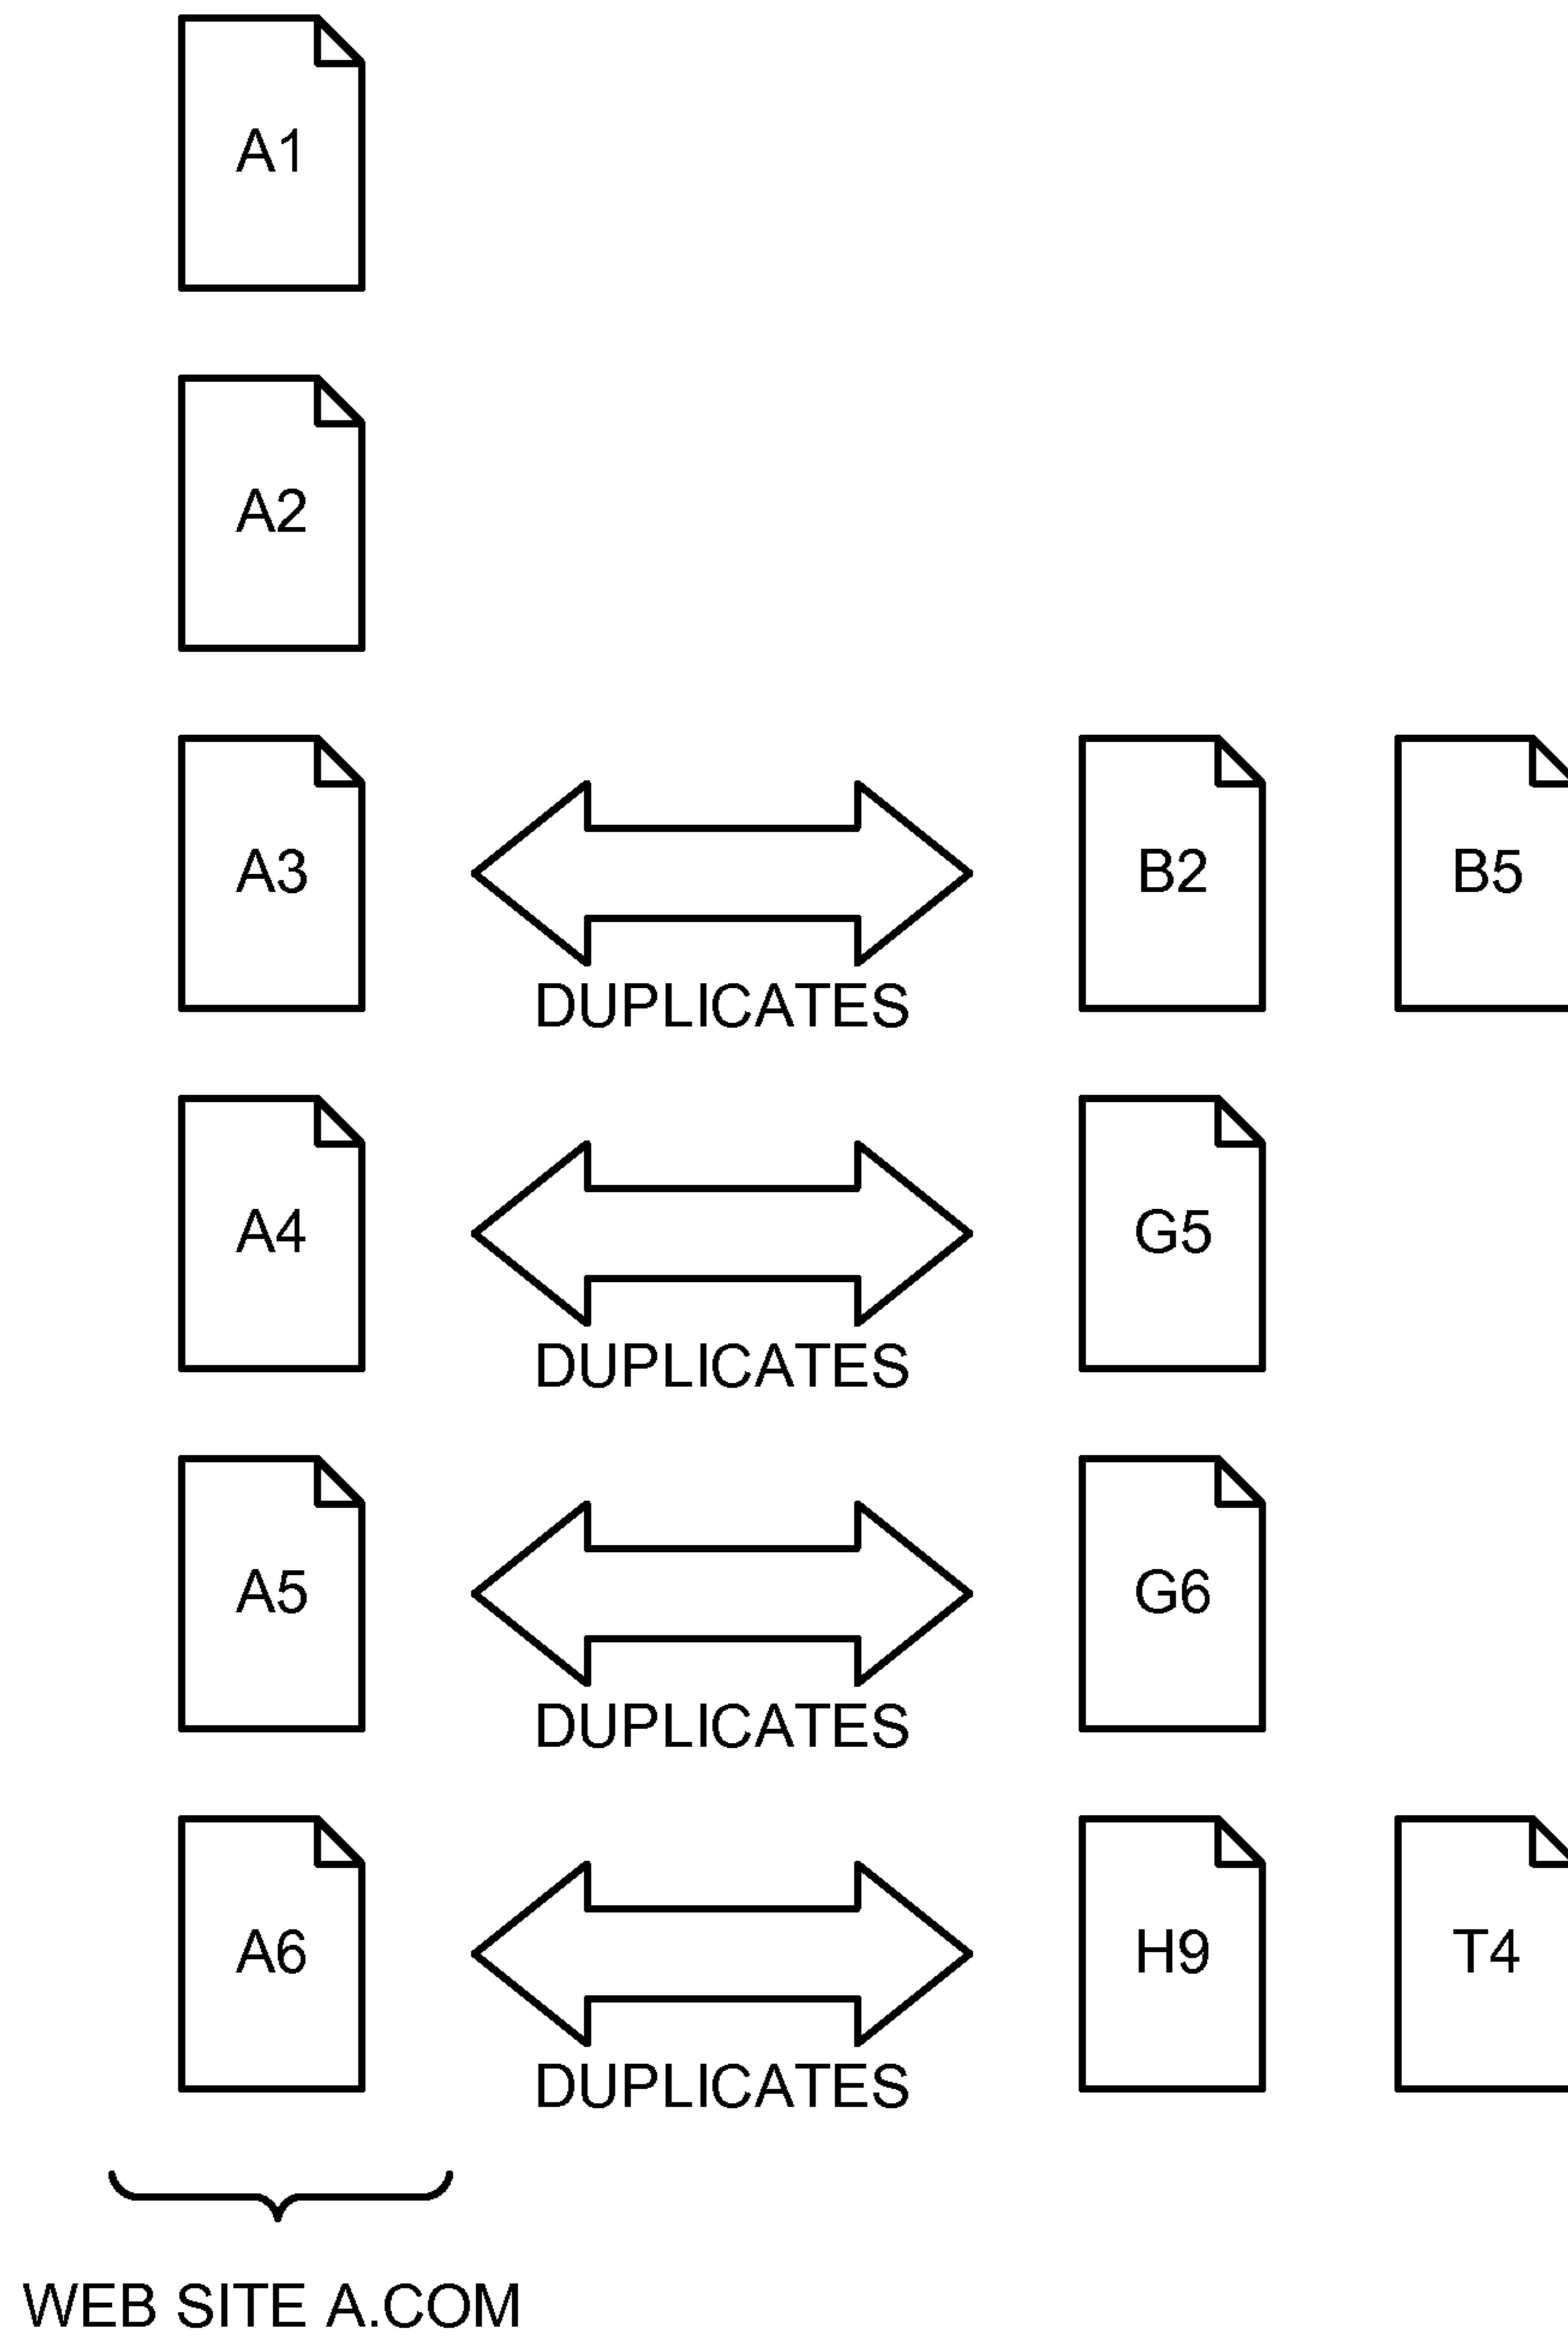 A1
A2
A3 B2 B5
DUPLICATES
A4 G5
DUPLICATES
A5 G6
DUPLICATES
A6 H9 T4
DUPLICATES
WEB SITE A.COM